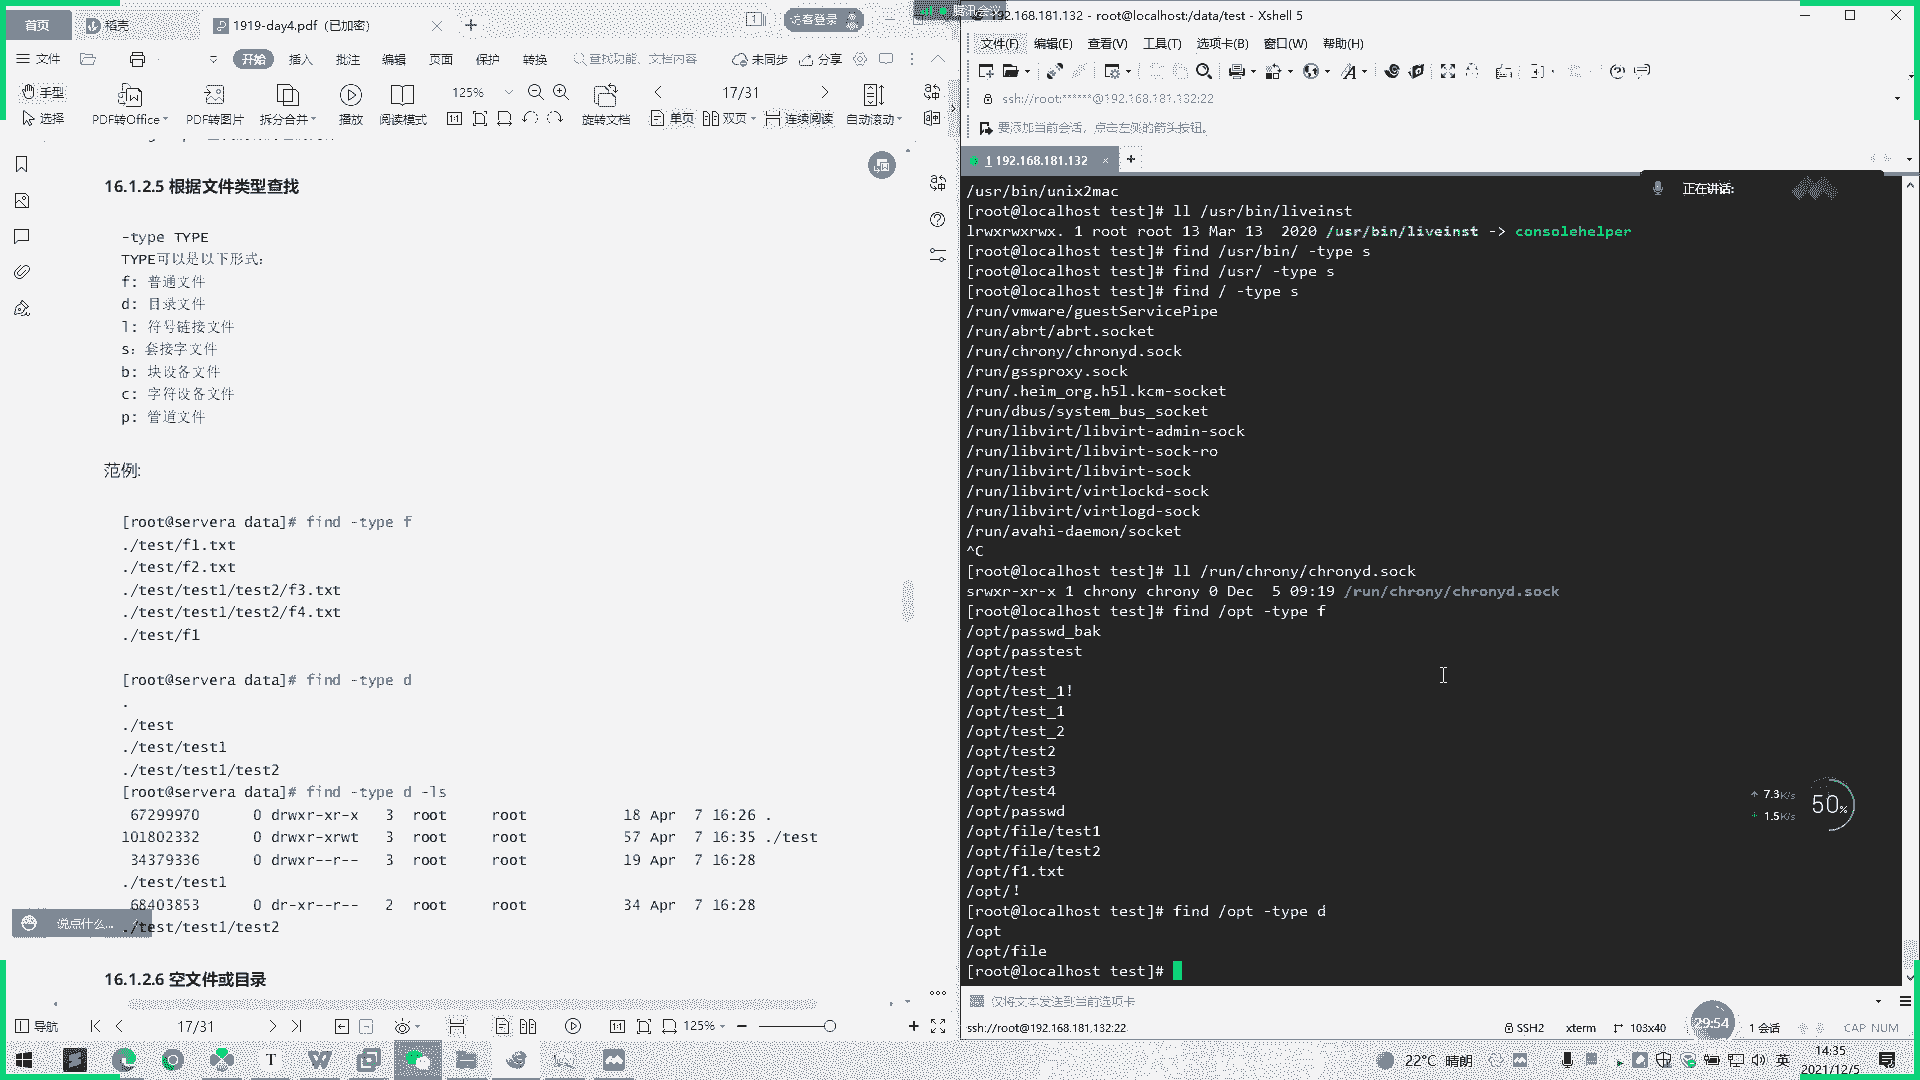 首页
稻壳
1919-day4.pdf (已加密)
访客登录
文件
开始
插入
批注
编辑
页面
保护
转换
查找功能、文档内容
未同步
分享
手型
选择
PDF转Office
PDF转图片
拆分合并
播放
阅读模式
125%
旋转文档
17/31
单页
双页
连续阅读
自动滚动
16.1.2.5 根据文件类型查找
-type TYPE
TYPE可以是以下形式:
f: 普通文件
d: 目录文件
l: 符号链接文件
s: 套接字文件
b: 块设备文件
c: 字符设备文件
p: 管道文件
范例:
[root@servera data]# find -type f
./test/f1.txt
./test/f2.txt
./test/test1/test2/f3.txt
./test/test1/test2/f4.txt
./test/f1
[root@servera data]# find -type d
.
./test
./test/test1
./test/test1/test2
[root@servera data]# find -type d -ls
67299970 0 drwxr-xr-x 3 root root 18 Apr 7 16:26 .
101802332 0 drwxr-xrwt 3 root root 57 Apr 7 16:35 ./test
34379336 0 drwxr--r-- 3 root root 19 Apr 7 16:28
./test/test1
68403853 0 dr-xr--r-- 2 root root 34 Apr 7 16:28
./test/test1/test2
说点什么...
16.1.2.6 空文件或目录
导航
17/31
125%
腾讯会议
192.168.181.132 - root@localhost:/data/test - Xshell 5
文件(F) 编辑(E) 查看(V) 工具(T) 选项卡(B) 窗口(W) 帮助(H)
ssh://root:******@192.168.181.132:22
要添加当前会话，点击左侧的箭头按钮。
1 192.168.181.132
正在讲话:
/usr/bin/unix2mac
[root@localhost test]# ll /usr/bin/liveinst
lrwxrwxrwx. 1 root root 13 Mar 13  2020 /usr/bin/liveinst -> consolehelper
[root@localhost test]# find /usr/bin/ -type s
[root@localhost test]# find /usr/ -type s
[root@localhost test]# find / -type s
/run/vmware/guestServicePipe
/run/abrt/abrt.socket
/run/chrony/chronyd.sock
/run/gssproxy.sock
/run/.heim_org.h5l.kcm-socket
/run/dbus/system_bus_socket
/run/libvirt/libvirt-admin-sock
/run/libvirt/libvirt-sock-ro
/run/libvirt/libvirt-sock
/run/libvirt/virtlockd-sock
/run/libvirt/virtlogd-sock
/run/avahi-daemon/socket
^C
[root@localhost test]# ll /run/chrony/chronyd.sock
srwxr-xr-x 1 chrony chrony 0 Dec  5 09:19 /run/chrony/chronyd.sock
[root@localhost test]# find /opt -type f
/opt/passwd_bak
/opt/passtest
/opt/test
/opt/test_1!
/opt/test_1
/opt/test_2
/opt/test2
/opt/test3
/opt/test4
/opt/passwd
/opt/file/test1
/opt/file/test2
/opt/f1.txt
/opt/!
[root@localhost test]# find /opt -type d
/opt
/opt/file
[root@localhost test]#
7.3K/s
1.5K/s
50%
仅将文本发送到当前选项卡
ssh://root@192.168.181.132:22
SSH2
xterm
103x40
29:54
1 会话
CAP NUM
22°C 晴朗
英
14:35
2021/12/5